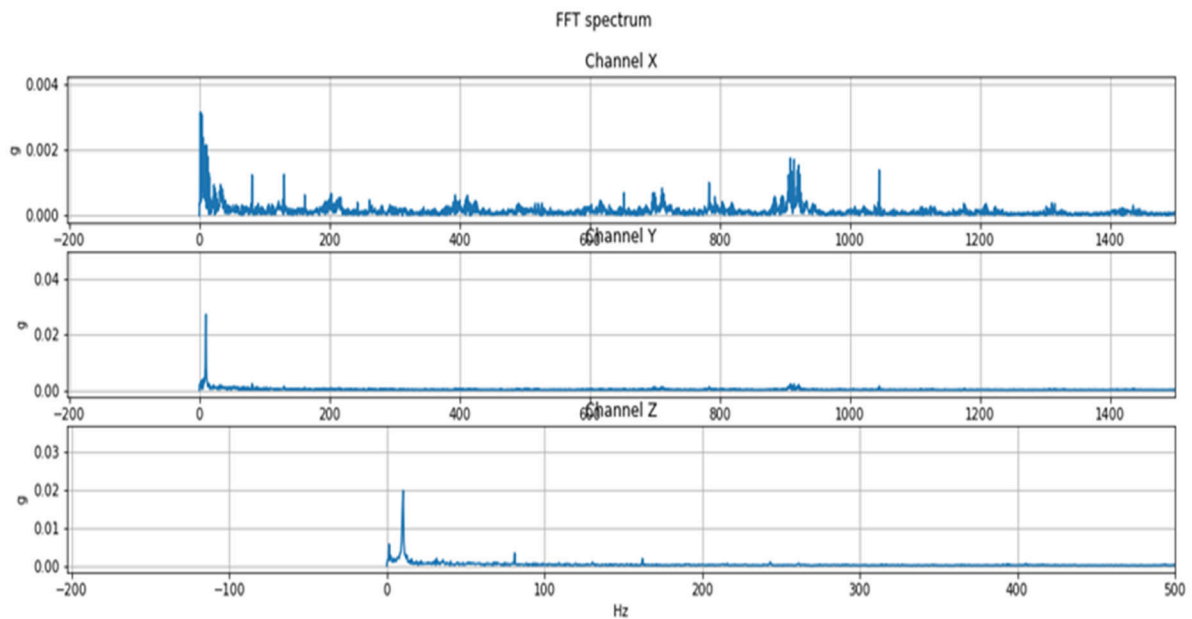 FFT spectrum
Channel X
0.004
0.002
0.000
g
−200 0 200 400 600 800 1000 1200 1400
Channel Y
0.04
0.02
0.00
g
−200 0 200 400 600 800 1000 1200 1400
Channel Z
0.03
0.02
0.01
0.00
g
−200 −100 0 100 200 300 400 500
Hz